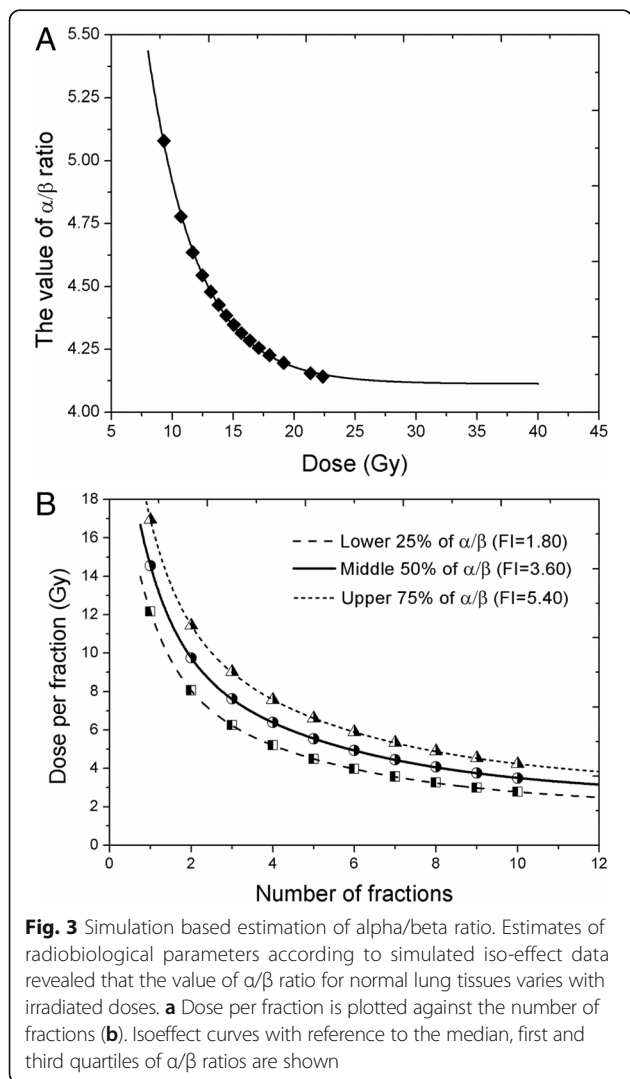 A
The value of α/β ratio
5.50
5.25
5.00
4.75
4.50
4.25
4.00
5 10 15 20 25 30 35 40 45
Dose (Gy)
B
Dose per fraction (Gy)
18
16
14
12
10
8
6
4
2
0
Lower 25% of α/β (FI=1.80)
Middle 50% of α/β (FI=3.60)
Upper 75% of α/β (FI=5.40)
0 2 4 6 8 10 12
Number of fractions
Fig. 3 Simulation based estimation of alpha/beta ratio. Estimates of
radiobiological parameters according to simulated iso-effect data
revealed that the value of α/β ratio for normal lung tissues varies with
irradiated doses. a Dose per fraction is plotted against the number of
fractions (b). Isoeffect curves with reference to the median, first and
third quartiles of α/β ratios are shown